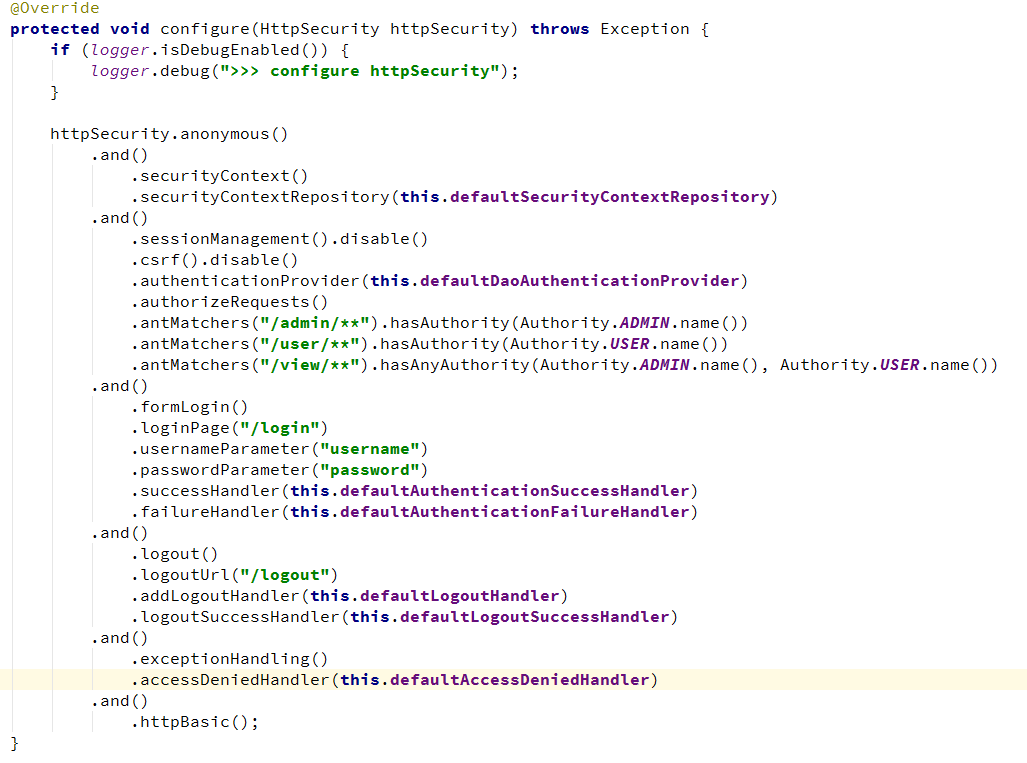 @Override
protected void configure(HttpSecurity httpSecurity) throws Exception {
    if (logger.isDebugEnabled()) {
        logger.debug(">>> configure httpSecurity");
    }

    httpSecurity.anonymous()
        .and()
            .securityContext()
            .securityContextRepository(this.defaultSecurityContextRepository)
        .and()
            .sessionManagement().disable()
            .csrf().disable()
            .authenticationProvider(this.defaultDaoAuthenticationProvider)
            .authorizeRequests()
            .antMatchers("/admin/**").hasAuthority(Authority.ADMIN.name())
            .antMatchers("/user/**").hasAuthority(Authority.USER.name())
            .antMatchers("/view/**").hasAnyAuthority(Authority.ADMIN.name(), Authority.USER.name())
        .and()
            .formLogin()
            .loginPage("/login")
            .usernameParameter("username")
            .passwordParameter("password")
            .successHandler(this.defaultAuthenticationSuccessHandler)
            .failureHandler(this.defaultAuthenticationFailureHandler)
        .and()
            .logout()
            .logoutUrl("/logout")
            .addLogoutHandler(this.defaultLogoutHandler)
            .logoutSuccessHandler(this.defaultLogoutSuccessHandler)
        .and()
            .exceptionHandling()
            .accessDeniedHandler(this.defaultAccessDeniedHandler)
        .and()
            .httpBasic();
}